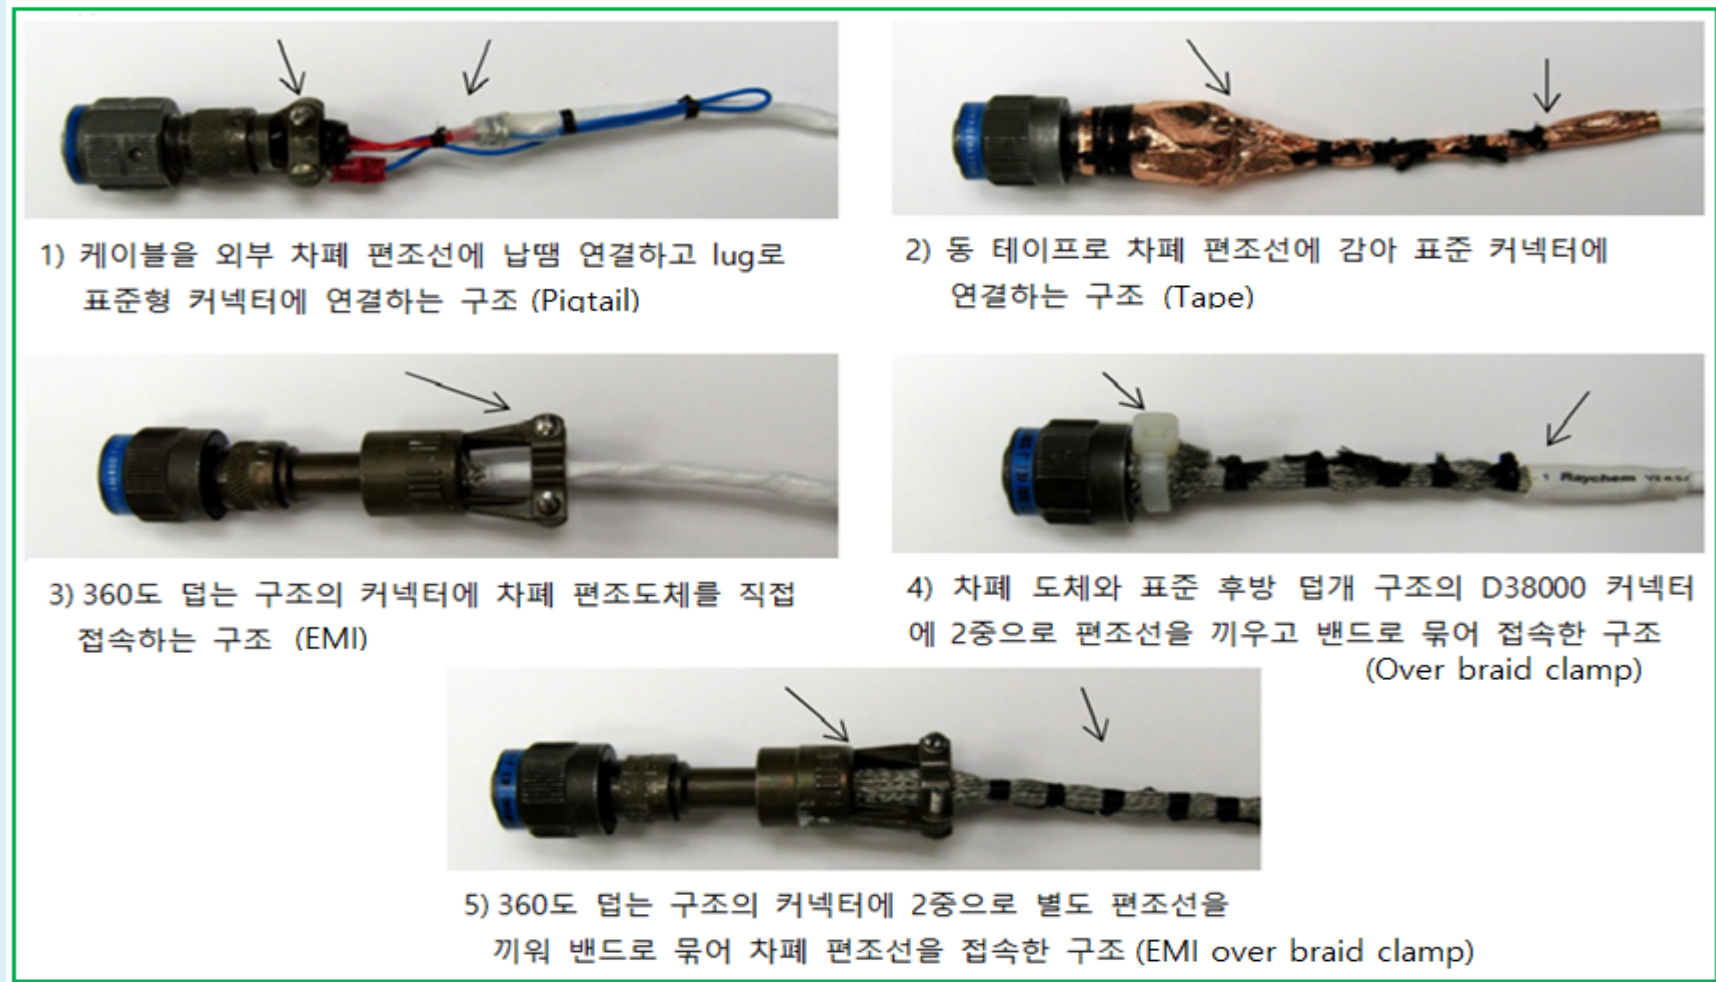 1) 케이블을 외부 차폐 편조선에 납땜 연결하고 lug로
표준형 커넥터에 연결하는 구조 (Pigtail)
2) 동 테이프로 차폐 편조선에 감아 표준 커넥터에
연결하는 구조 (Tape)
3) 360도 덥는 구조의 커넥터에 차폐 편조도체를 직접
접속하는 구조 (EMI)
1 Raychem
4) 차폐 도체와 표준 후방 덥개 구조의 D38000 커넥터
에 2중으로 편조선을 끼우고 밴드로 묶어 접속한 구조
(Over braid clamp)
5) 360도 덥는 구조의 커넥터에 2중으로 별도 편조선을
끼워 밴드로 묶어 차폐 편조선을 접속한 구조 (EMI over braid clamp)